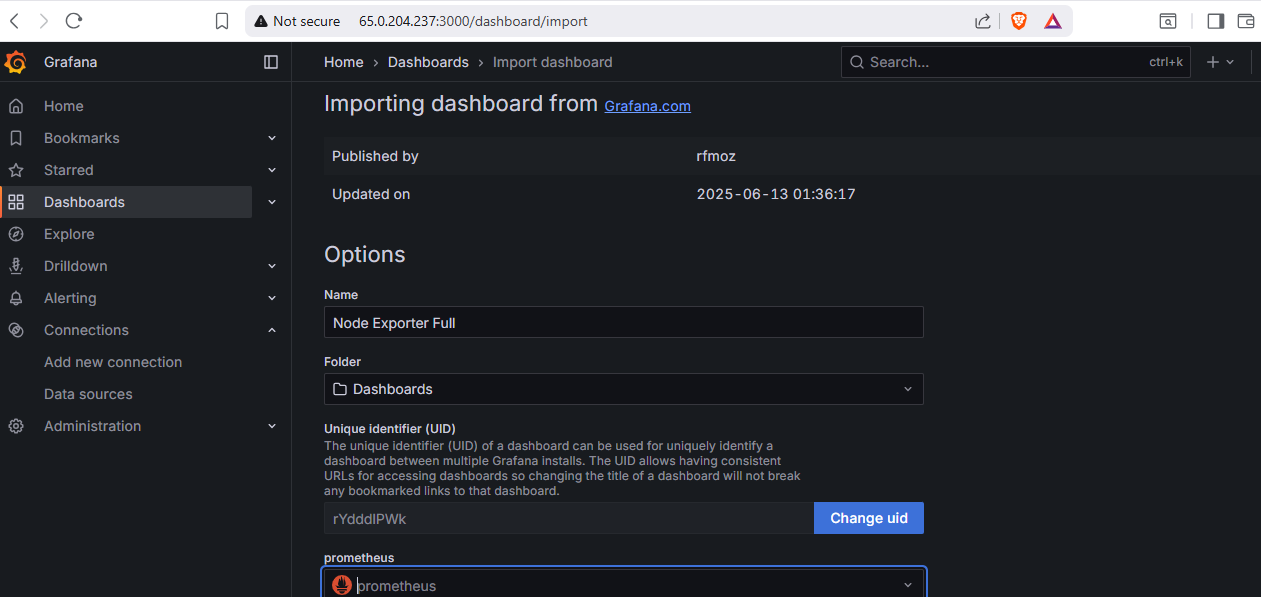 Not secure 65.0.204.237:3000/dashboard/import
Grafana
Home › Dashboards › Import dashboard
Search... ctrl+k
Home
Bookmarks
Starred
Dashboards
Explore
Drilldown
Alerting
Connections
Add new connection
Data sources
Administration
Importing dashboard from Grafana.com
Published by rfmoz
Updated on 2025-06-13 01:36:17
Options
Name
Node Exporter Full
Folder
Dashboards
Unique identifier (UID)
The unique identifier (UID) of a dashboard can be used for uniquely identify a
dashboard between multiple Grafana installs. The UID allows having consistent
URLs for accessing dashboards so changing the title of a dashboard will not break
any bookmarked links to that dashboard.
rYdddlPWk Change uid
prometheus
prometheus